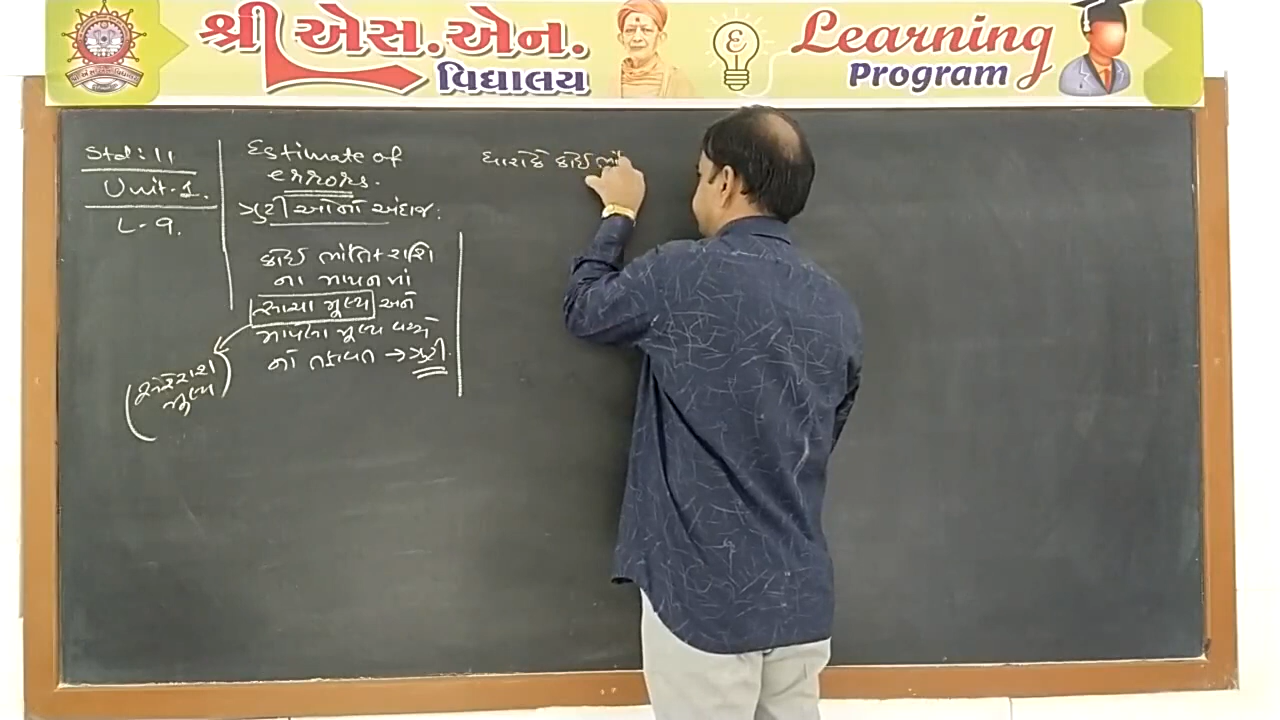 શ્રી એસ.એન.
વિદ્યાલય
Learning
Program
Std: 11
Unit-1.
L-9.
Estimate of
errors.
ત્રુટીઓનો અંદાજ:
કોઈ ભૌતિક રાશિ
ના માપનમાં
સાચા મૂલ્ય અને
માપેલા મૂલ્ય વચ્ચે
નો તફાવત → ત્રુટી.
(સરેરાશ
મૂલ્ય)
ધારોકે કોઈ ભૌ